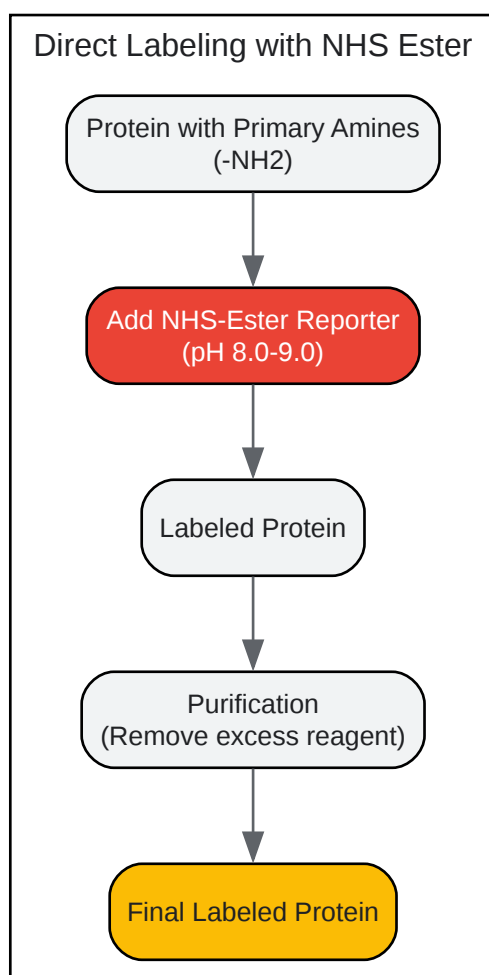 Direct Labeling with NHS Ester
Protein with Primary Amines
(-NH2)
Add NHS-Ester Reporter
(pH 8.0-9.0)
Labeled Protein
Purification
(Remove excess reagent)
Final Labeled Protein